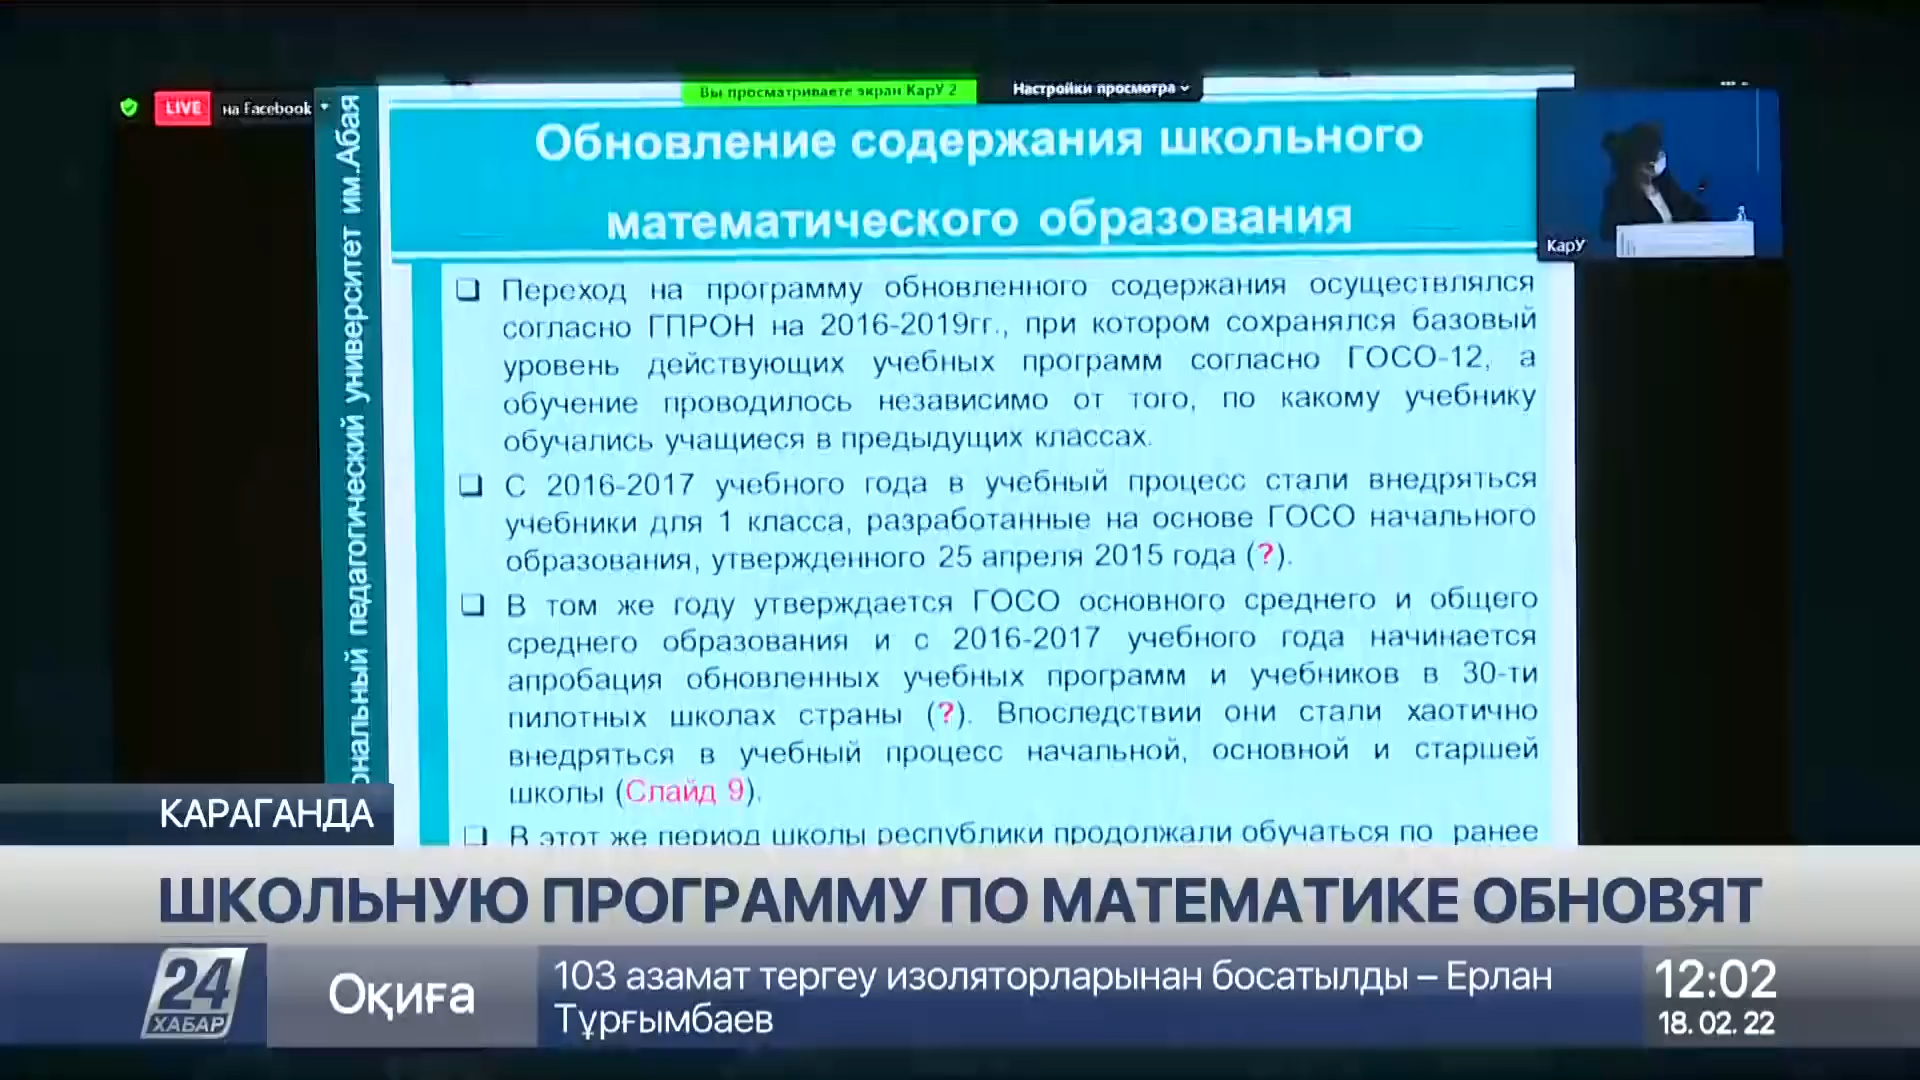 LIVE на Facebook
Вы просматриваете экран КарУ 2
Настройки просмотра
ональный педагогический университет им.Абая
Обновление содержания школьного
математического образования
КарУ
Переход на программу обновленного содержания осуществлялся
согласно ГПРОН на 2016-2019гг., при котором сохранялся базовый
уровень действующих учебных программ согласно ГОСО-12, а
обучение проводилось независимо от того, по какому учебнику
обучались учащиеся в предыдущих классах.
С 2016-2017 учебного года в учебный процесс стали внедряться
учебники для 1 класса, разработанные на основе ГОСО начального
образования, утвержденного 25 апреля 2015 года (?).
В том же году утверждается ГОСО основного среднего и общего
среднего образования и с 2016-2017 учебного года начинается
апробация обновленных учебных программ и учебников в 30-ти
пилотных школах страны (?). Впоследствии они стали хаотично
внедряться в учебный процесс начальной, основной и старшей
школы (Слайд 9).
В этот же период школы республики продолжали обучаться по ранее
КАРАГАНДА
ШКОЛЬНУЮ ПРОГРАММУ ПО МАТЕМАТИКЕ ОБНОВЯТ
24
ХАБАР
Оқиға
103 азамат тергеу изоляторларынан босатылды – Ерлан
Тұрғымбаев
12:02
18. 02. 22